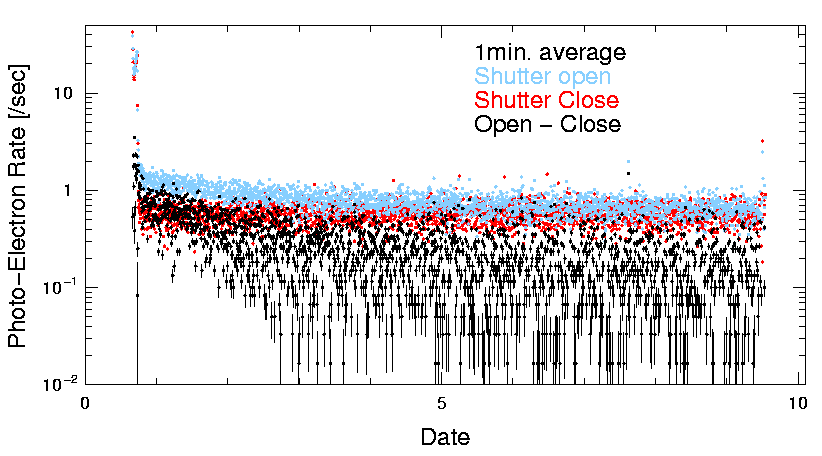 1min. average
Shutter open
Shutter Close
Open − Close
Photo−Electron Rate [/sec]
10
1
10−1
10−2
0
5
10
Date